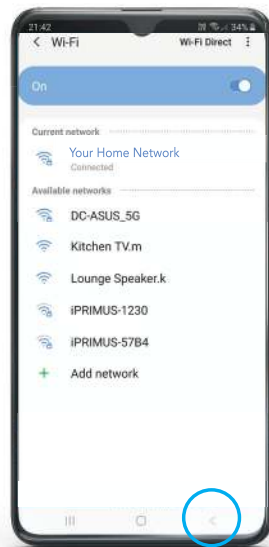 21:42 34%
< Wi-Fi Wi-Fi Direct
On
Current network
Your Home Network
Connected
Available networks
DC-ASUS_5G
Kitchen TV.m
Lounge Speaker.k
iPRIMUS-1230
iPRIMUS-57B4
+ Add network